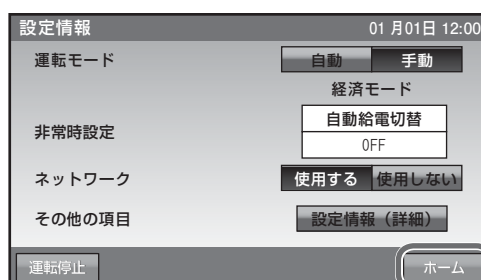 設定情報 01月01日 12:00
運転モード 自動 手動
経済モード
非常時設定 自動給電切替
OFF
ネットワーク 使用する 使用しない
その他の項目 設定情報（詳細）
運転停止 ホーム